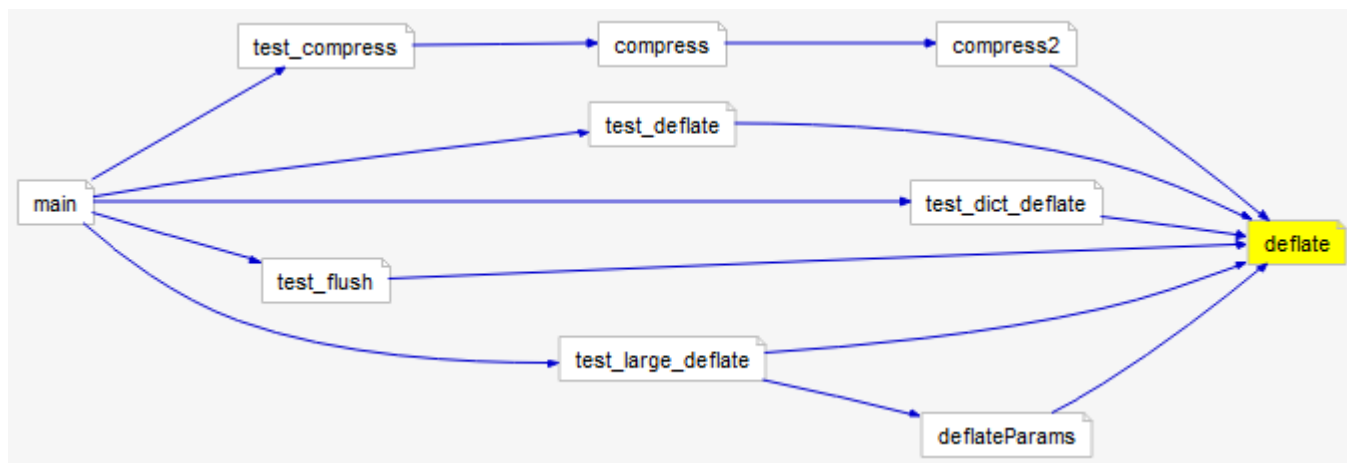 test_compress
compress
compress2
test_deflate
main
test_dict_deflate
deflate
test_flush
test_large_deflate
deflateParams